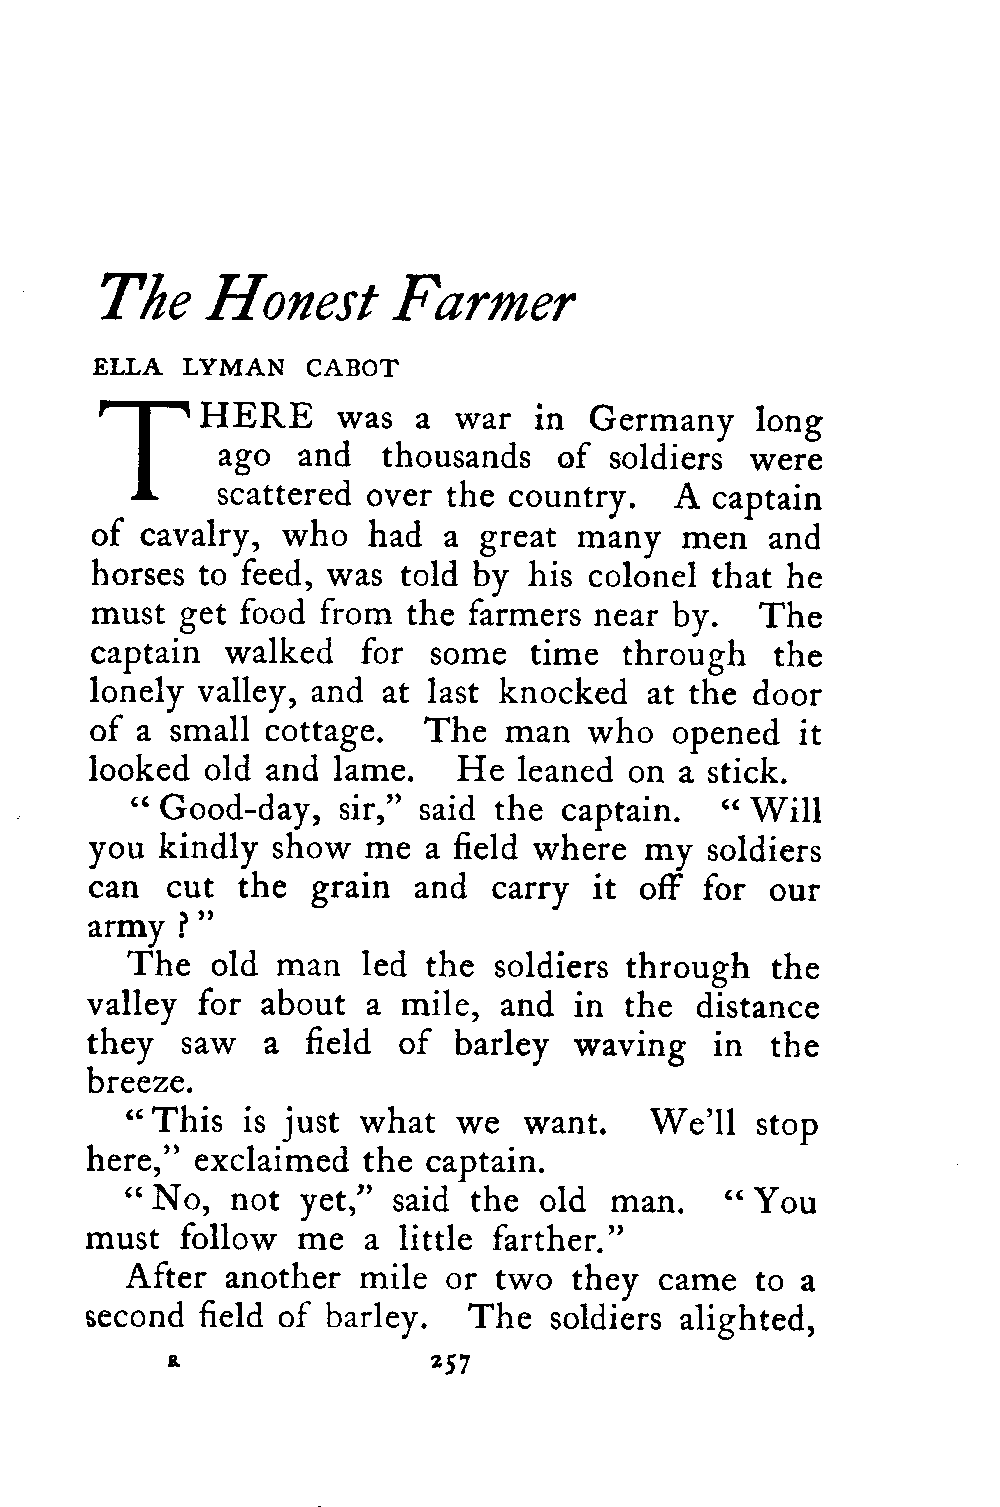 The Honest Farmer
ELLA LYMAN CABOT
THERE was a war in Germany long
ago and thousands of soldiers were
scattered over the country. A captain
of cavalry, who had a great many men and
horses to feed, was told by his colonel that he
must get food from the farmers near by. The
captain walked for some time through the
lonely valley, and at last knocked at the door
of a small cottage. The man who opened it
looked old and lame. He leaned on a stick.
“ Good-day, sir,” said the captain. “ Will
you kindly show me a field where my soldiers
can cut the grain and carry it off for our
army ? ”
The old man led the soldiers through the
valley for about a mile, and in the distance
they saw a field of barley waving in the
breeze.
“ This is just what we want. We’ll stop
here,” exclaimed the captain.
“ No, not yet,” said the old man. “ You
must follow me a little farther.”
After another mile or two they came to a
second field of barley. The soldiers alighted,
R 257